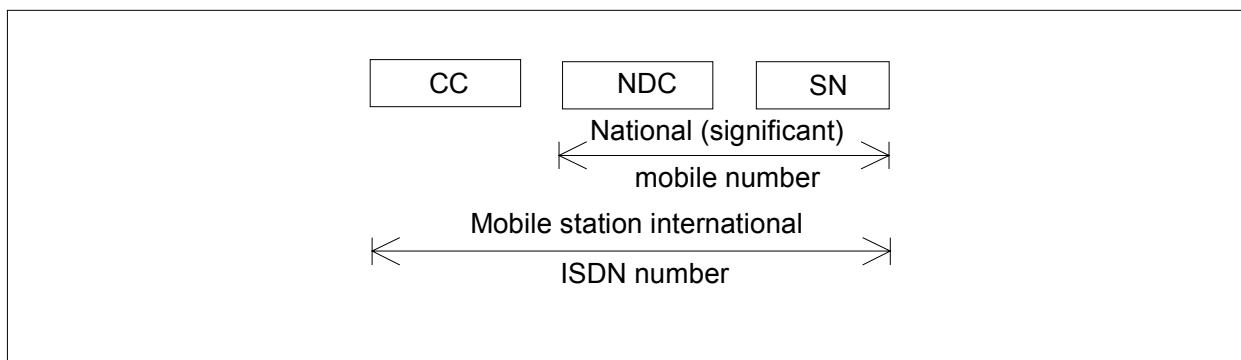 CC NDC SN
National (significant)
mobile number
Mobile station international
ISDN number